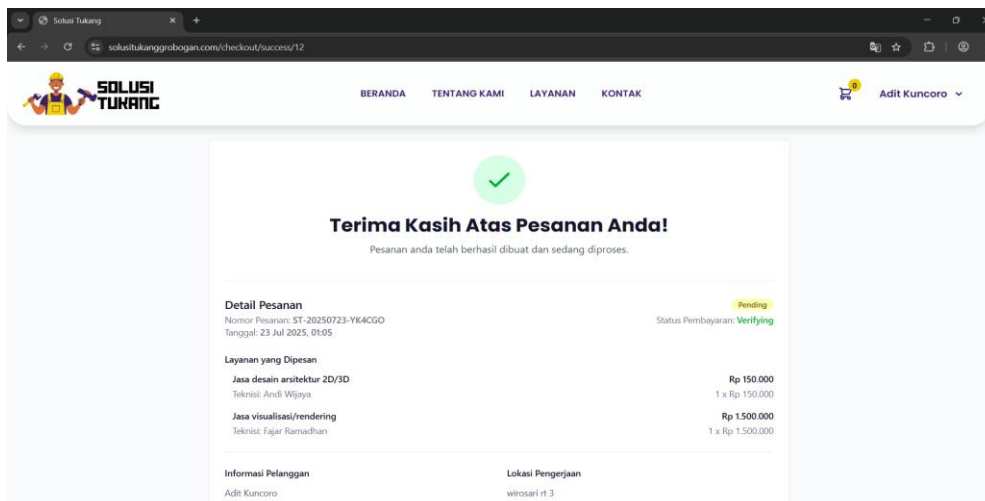 Solusi Tukang
solusitukanggrobogan.com/checkout/success/12
SOLUSI
TUKANG
BERANDA TENTANG KAMI LAYANAN KONTAK 0 Adit Kuncoro
Terima Kasih Atas Pesanan Anda!
Pesanan anda telah berhasil dibuat dan sedang diproses.
Detail Pesanan Pending
Nomor Pesanan: ST-20250723-YK4CGO Status Pembayaran: Verifying
Tanggal: 23 Jul 2025, 01:05
Layanan yang Dipesan
Jasa desain arsitektur 2D/3D Rp 150.000
Teknisi: Andi Wijaya 1 x Rp 150.000
Jasa visualisasi/rendering Rp 1.500.000
Teknisi: Fajar Ramadhan 1 x Rp 1.500.000
Informasi Pelanggan Lokasi Pengerjaan
Adit Kuncoro wirosari rt 3